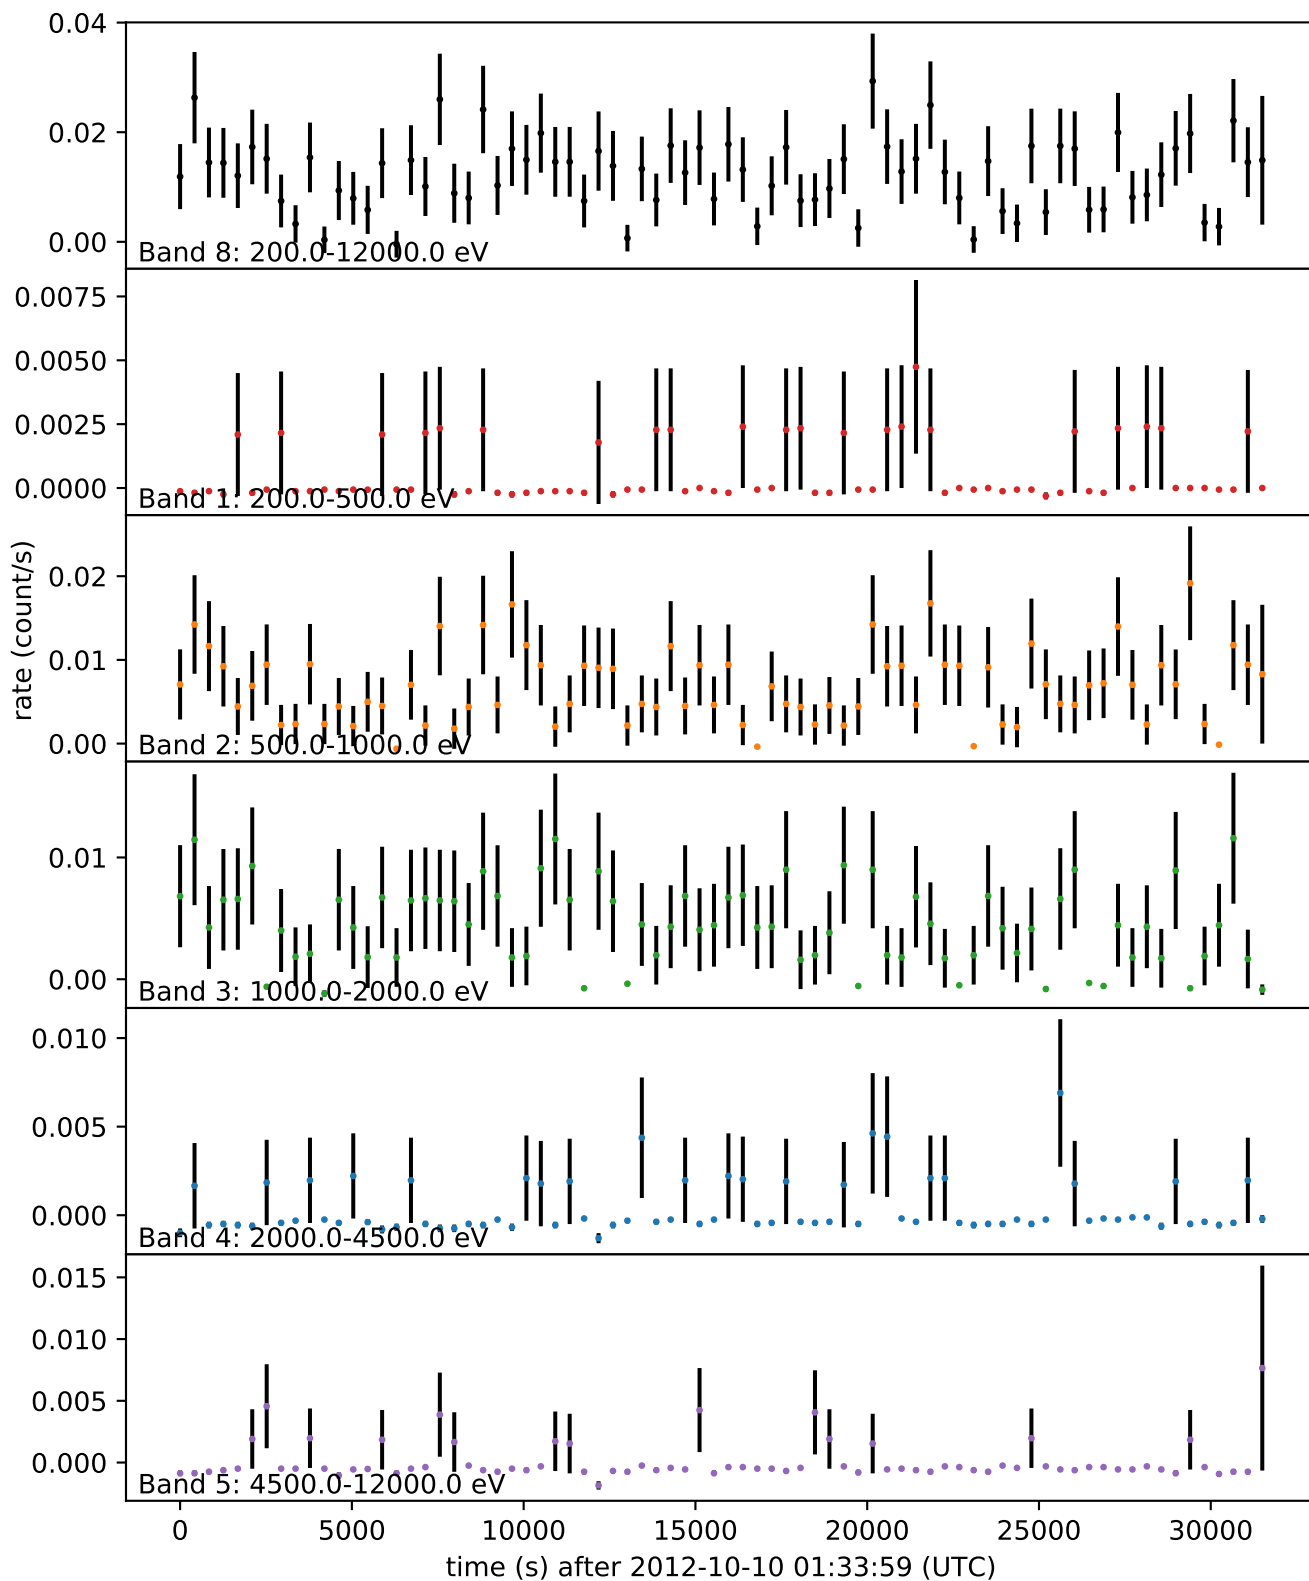 0.04
0.02
0.00
Band 8: 200.0-12000.0 eV
0.0075
0.0050
0.0025
0.0000
Band 1: 200.0-500.0 eV
rate (count/s)
0.02
0.01
0.00
Band 2: 500.0-1000.0 eV
0.01
0.00
Band 3: 1000.0-2000.0 eV
0.010
0.005
0.000
Band 4: 2000.0-4500.0 eV
0.015
0.010
0.005
0.000
Band 5: 4500.0-12000.0 eV
0 5000 10000 15000 20000 25000 30000
time (s) after 2012-10-10 01:33:59 (UTC)